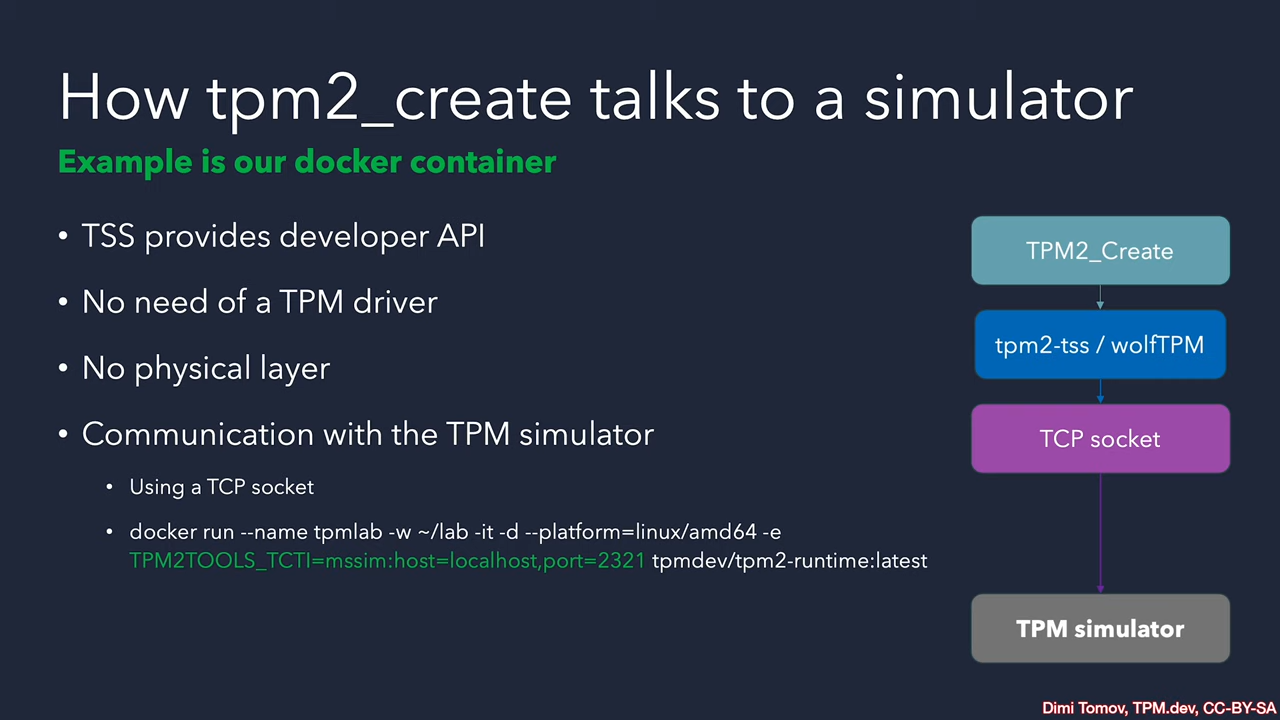 How tpm2_create talks to a simulator
Example is our docker container
• TSS provides developer API
• No need of a TPM driver
• No physical layer
• Communication with the TPM simulator
• Using a TCP socket
• docker run --name tpmlab -w ~/lab -it -d --platform=linux/amd64 -e
TPM2TOOLS_TCTI=mssim:host=localhost,port=2321 tpmdev/tpm2-runtime:latest
TPM2_Create
tpm2-tss / wolfTPM
TCP socket
TPM simulator
Dimi Tomov, TPM.dev, CC-BY-SA